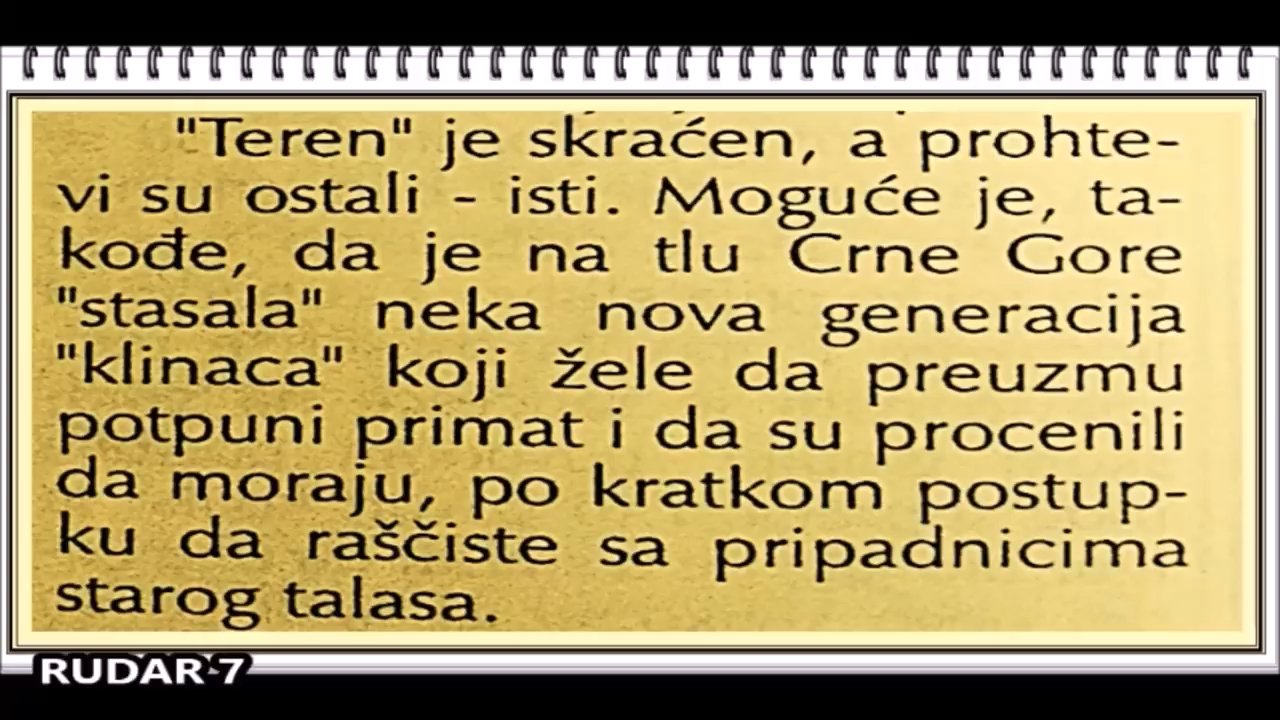 "Teren" je skraćen, a prohte-
vi su ostali - isti. Moguće je, ta-
kođe, da je na tlu Crne Gore
"stasala" neka nova generacija
"klinaca" koji žele da preuzmu
potpuni primat i da su procenili
da moraju, po kratkom postup-
ku da raščiste sa pripadnicima
starog talasa.
RUDAR 7